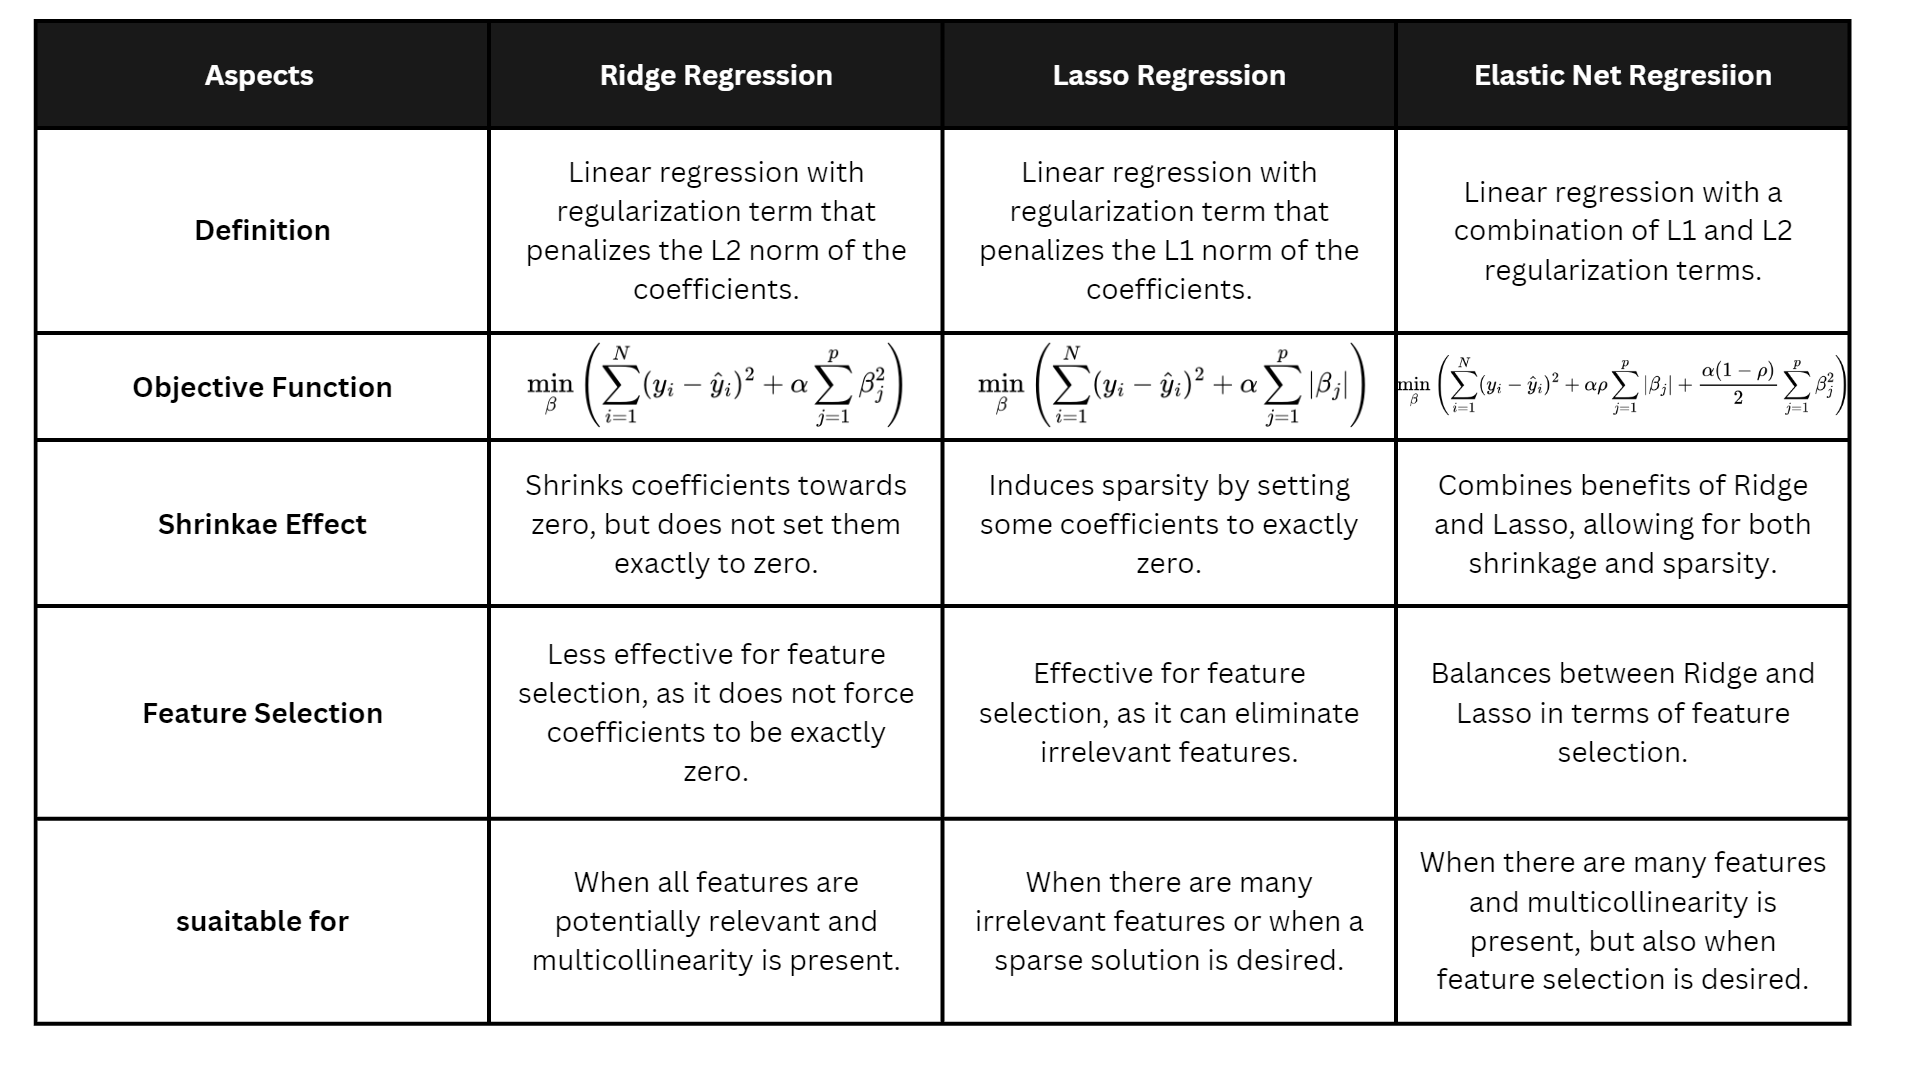 Aspects
Ridge Regression
Lasso Regression
Elastic Net Regresiion
Definition
Linear regression with
regularization term that
penalizes the L2 norm of the
coefficients.
Linear regression with
regularization term that
penalizes the L1 norm of the
coefficients.
Linear regression with a
combination of L1 and L2
regularization terms.
Objective Function
\min_{\beta} \left( \sum_{i=1}^{N} (y_i - \hat{y}_i)^2 + \alpha \sum_{j=1}^{p} \beta_j^2 \right)
\min_{\beta} \left( \sum_{i=1}^{N} (y_i - \hat{y}_i)^2 + \alpha \sum_{j=1}^{p} |\beta_j| \right)
\min_{\beta} \left( \sum_{i=1}^{N} (y_i - \hat{y}_i)^2 + \alpha\rho \sum_{j=1}^{p} |\beta_j| + \frac{\alpha(1-\rho)}{2} \sum_{j=1}^{p} \beta_j^2 \right)
Shrinkae Effect
Shrinks coefficients towards
zero, but does not set them
exactly to zero.
Induces sparsity by setting
some coefficients to exactly
zero.
Combines benefits of Ridge
and Lasso, allowing for both
shrinkage and sparsity.
Feature Selection
Less effective for feature
selection, as it does not force
coefficients to be exactly
zero.
Effective for feature
selection, as it can eliminate
irrelevant features.
Balances between Ridge and
Lasso in terms of feature
selection.
suaitable for
When all features are
potentially relevant and
multicollinearity is present.
When there are many
irrelevant features or when a
sparse solution is desired.
When there are many features
and multicollinearity is
present, but also when
feature selection is desired.